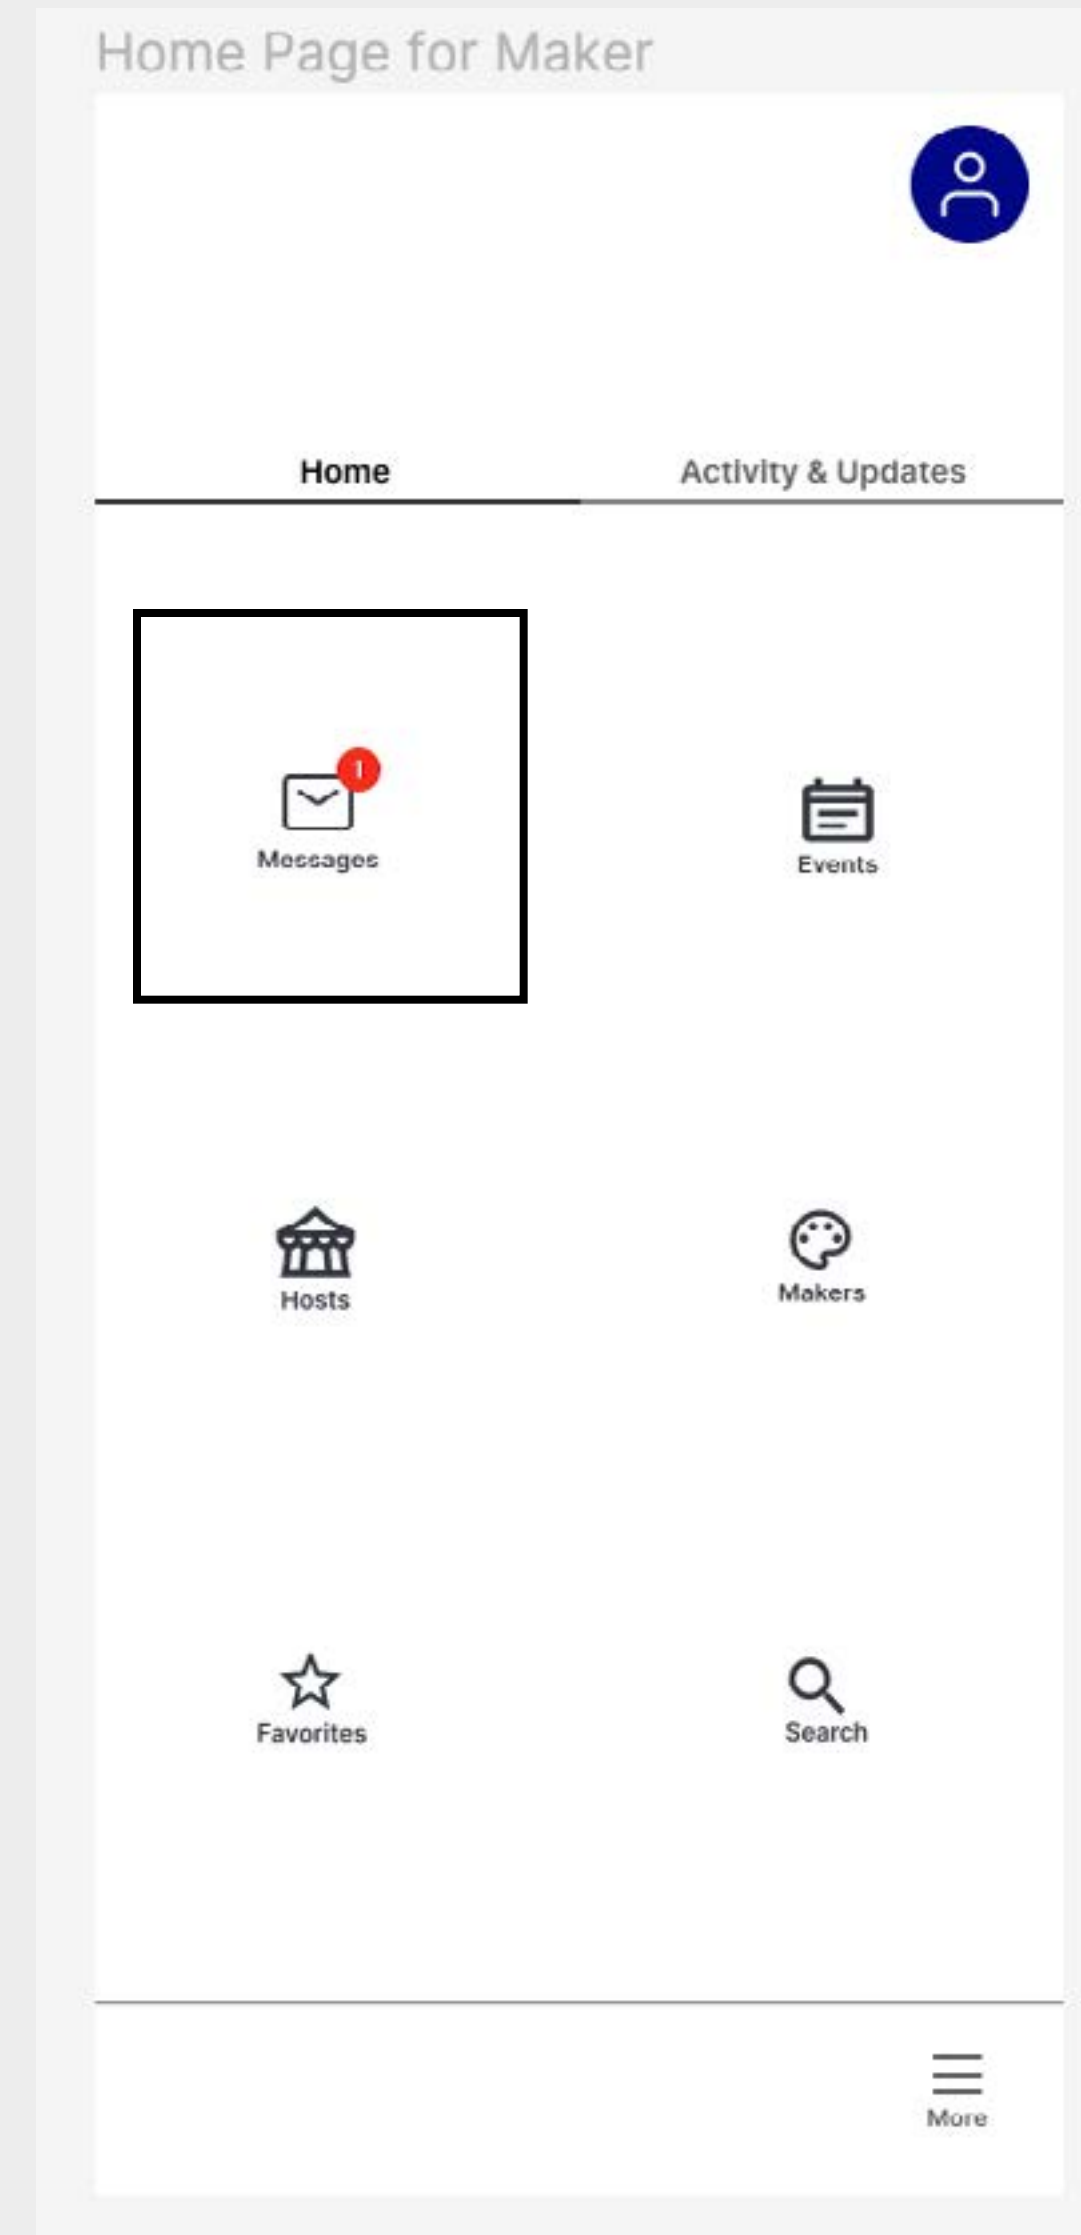 Home Page for Maker
Home Activity & Updates
1
Messages Events
Hosts Makers
Favorites Search
More